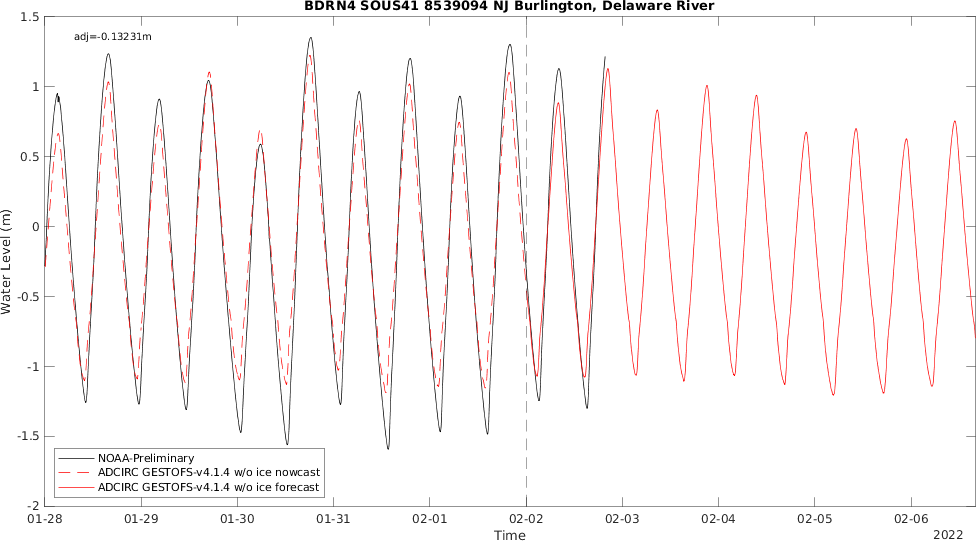 BDRN4 SOUS41 8539094 NJ Burlington, Delaware River
adj=-0.13231m
1.5
1
0.5
0
-0.5
-1
-1.5
-2
Water Level (m)
NOAA-Preliminary
ADCIRC GESTOFS-v4.1.4 w/o ice nowcast
ADCIRC GESTOFS-v4.1.4 w/o ice forecast
01-28 01-29 01-30 01-31 02-01 02-02 02-03 02-04 02-05 02-06
Time
2022